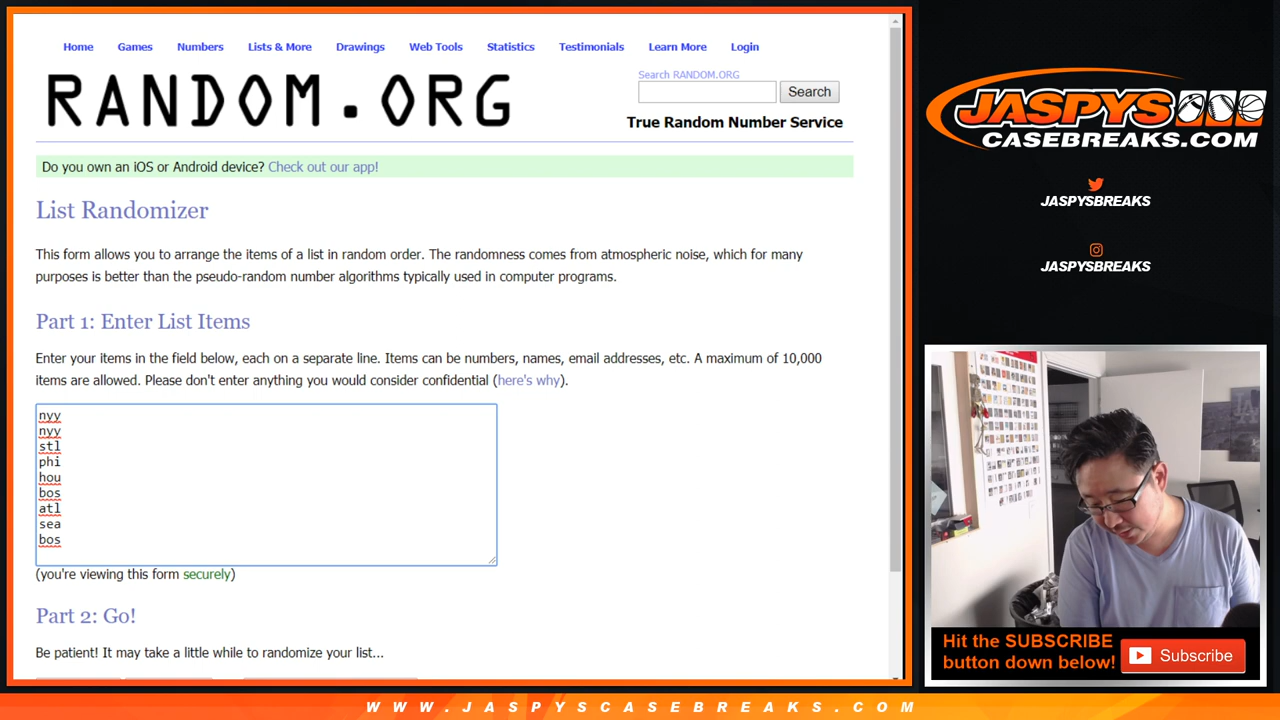 Home Games Numbers Lists & More Drawings Web Tools Statistics Testimonials Learn More Login
RANDOM.ORG
Search RANDOM.ORG
Search
True Random Number Service
Do you own an iOS or Android device? Check out our app!
List Randomizer
This form allows you to arrange the items of a list in random order. The randomness comes from atmospheric noise, which for many
purposes is better than the pseudo-random number algorithms typically used in computer programs.
Part 1: Enter List Items
Enter your items in the field below, each on a separate line. Items can be numbers, names, email addresses, etc. A maximum of 10,000
items are allowed. Please don't enter anything you would consider confidential (here's why).
nyy
nyy
stl
phi
hou
bos
atl
sea
bos
(you're viewing this form securely)
Part 2: Go!
Be patient! It may take a little while to randomize your list...
JASPYS
CASEBREAKS.COM
JASPYSBREAKS
JASPYSBREAKS
Hit the SUBSCRIBE
button down below!
Subscribe
WWW.JASPYSCASEBREAKS.COM